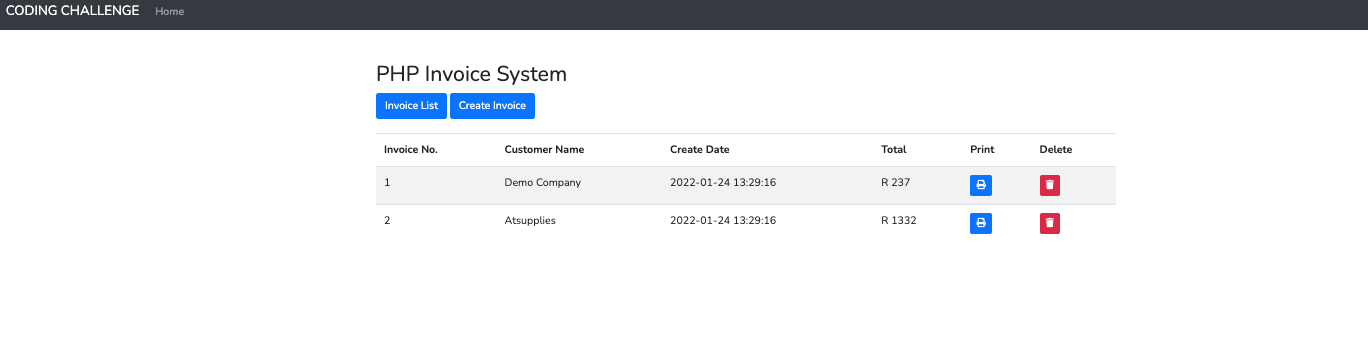 CODING CHALLENGE Home
PHP Invoice System
Invoice List Create Invoice
Invoice No. Customer Name Create Date Total Print Delete
1 Demo Company 2022-01-24 13:29:16 R 237
2 Atsupplies 2022-01-24 13:29:16 R 1332